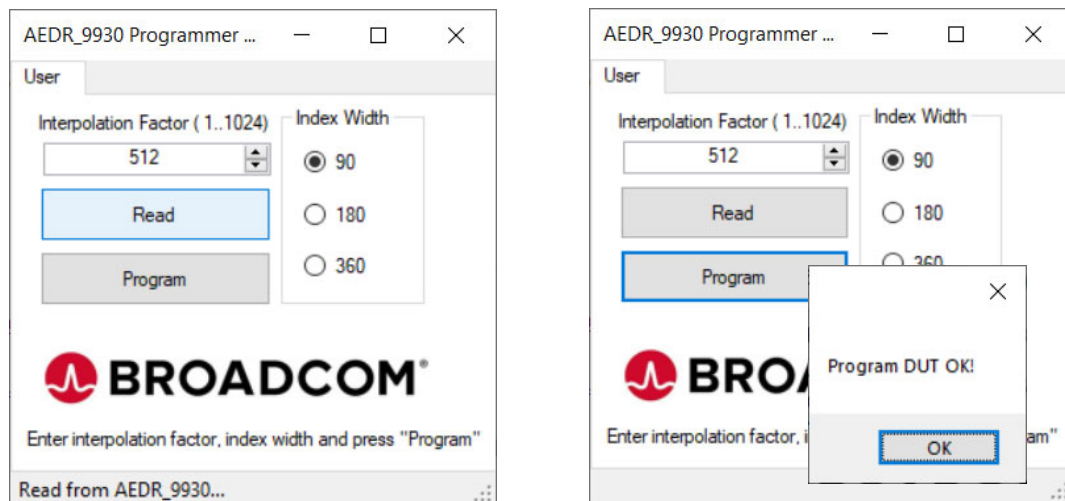 AEDR_9930 Programmer ...
User
Interpolation Factor ( 1..1024)
Index Width
512
90
Read
180
Program
360
BROADCOM®
Enter interpolation factor, index width and press "Program"
Read from AEDR_9930...
AEDR_9930 Programmer ...
User
Interpolation Factor ( 1..1024)
Index Width
512
90
Read
180
Program
360
BRO
Program DUT OK!
Enter interpolation factor, i
am"
OK